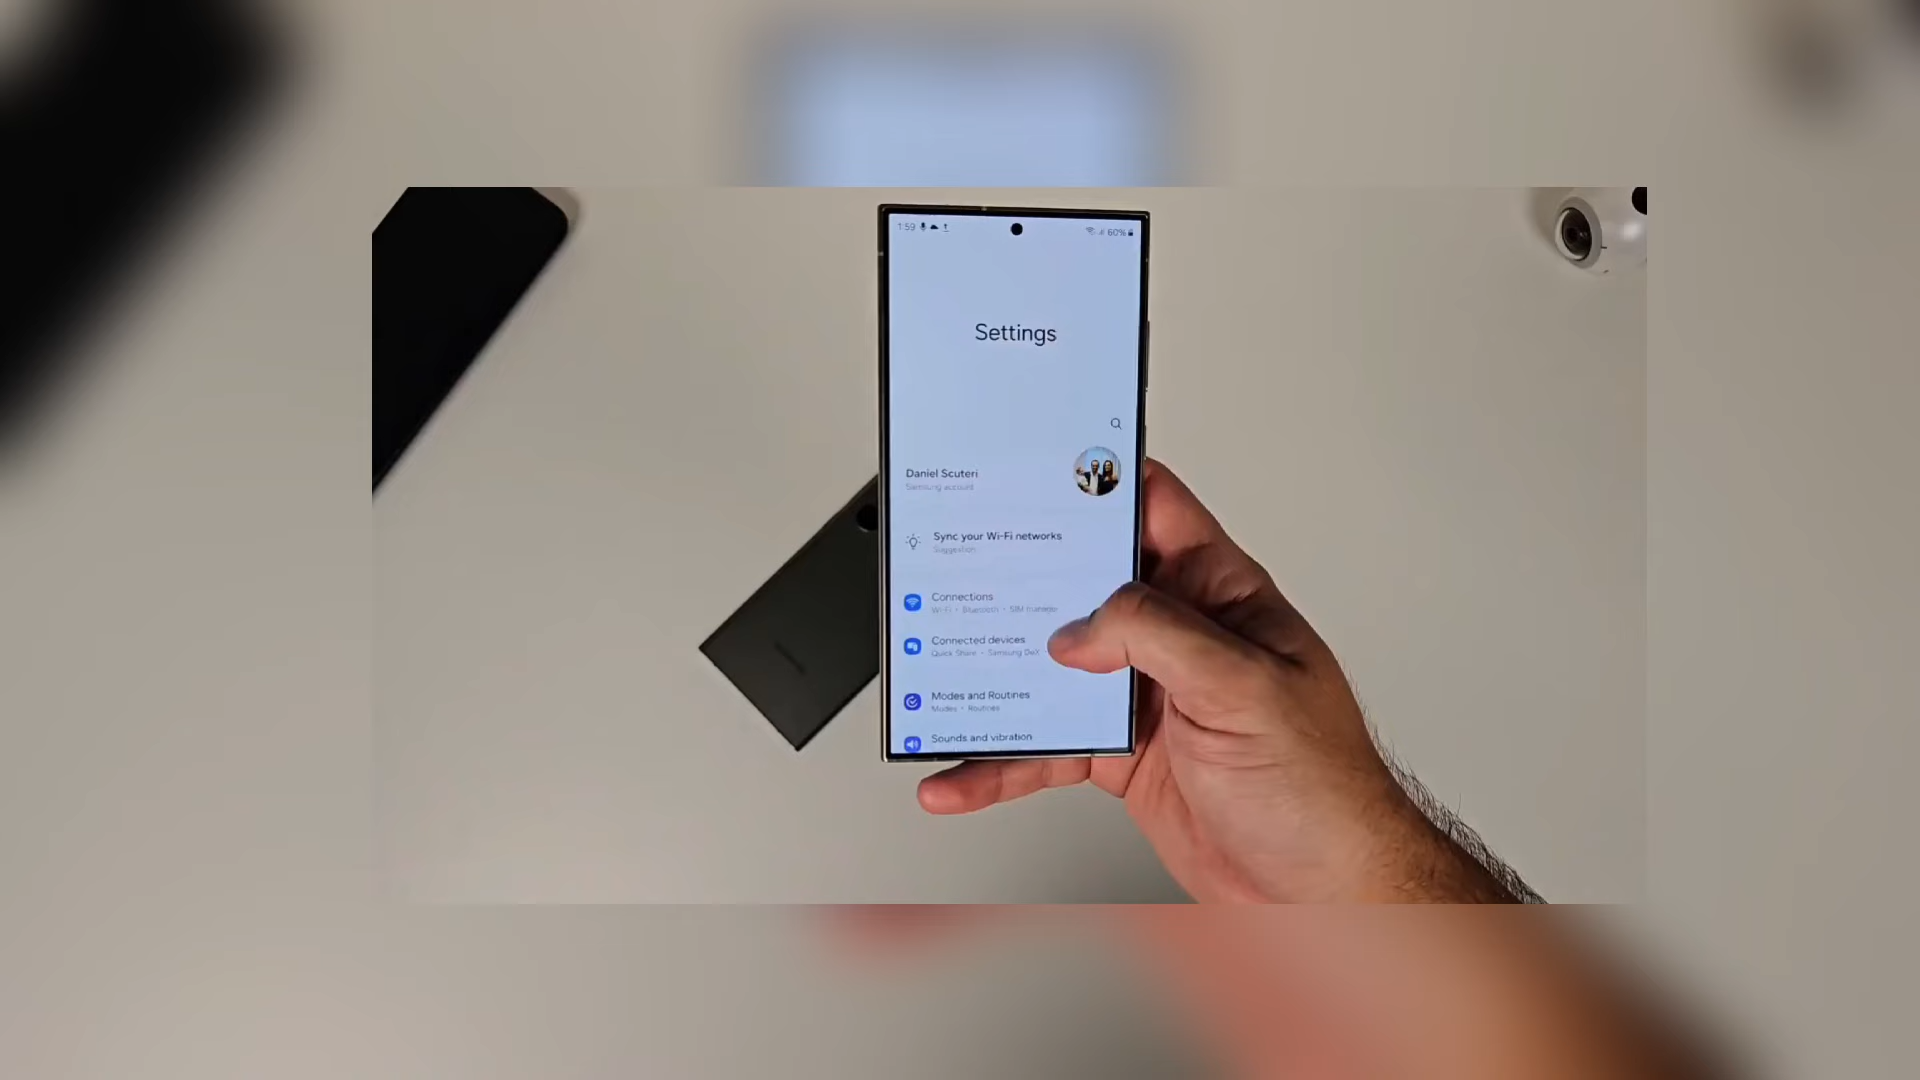 1:59
60%
Settings
Daniel Scuteri
Samsung account
Sync your Wi-Fi networks
Suggestion
Connections
Wi-Fi • Bluetooth • SIM manager
Connected devices
Quick Share • Samsung DeX
Modes and Routines
Modes • Routines
Sounds and vibration